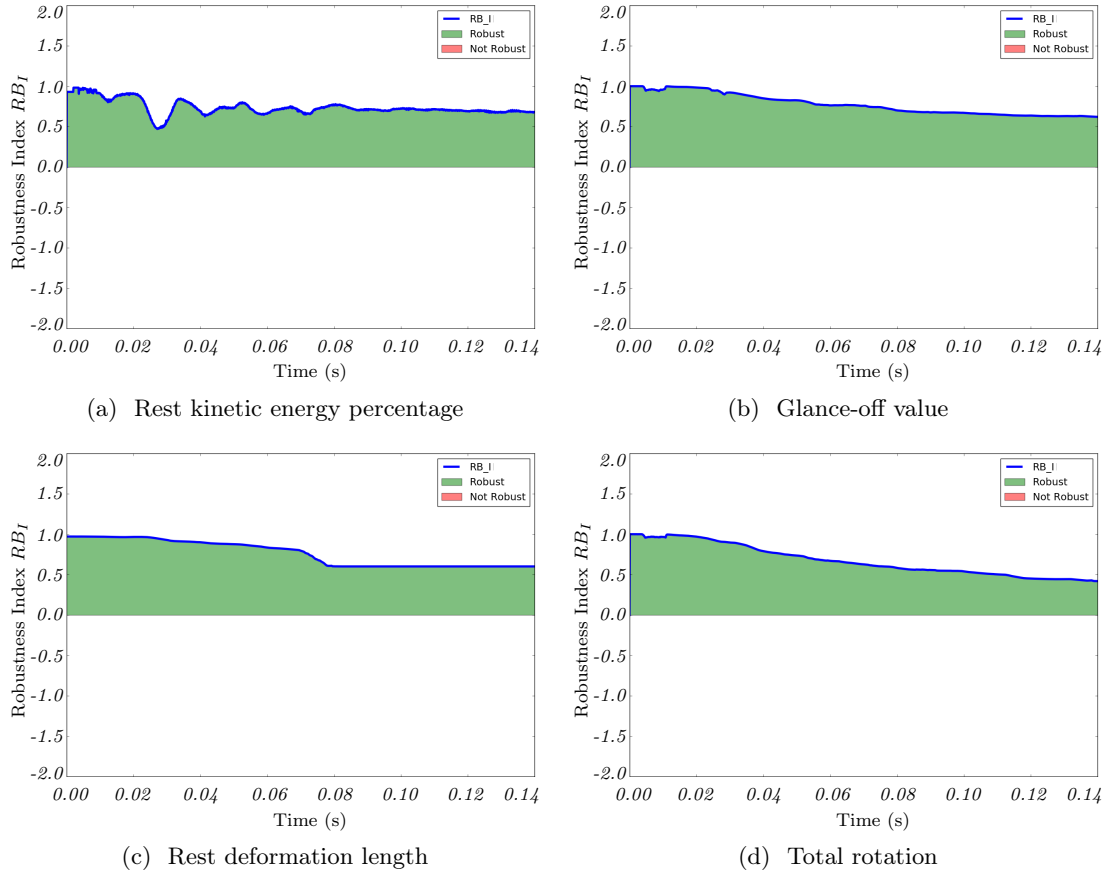 2.0
1.5
1.0
0.5
0.0
-0.5
-1.0
-1.5
-2.0
Robustness Index RB_I
RB_I
Robust
Not Robust
0.00 0.02 0.04 0.06 0.08 0.10 0.12 0.14
Time (s)
(a) Rest kinetic energy percentage
2.0
1.5
1.0
0.5
0.0
-0.5
-1.0
-1.5
-2.0
Robustness Index RB_I
RB_I
Robust
Not Robust
0.00 0.02 0.04 0.06 0.08 0.10 0.12 0.14
Time (s)
(b) Glance-off value
2.0
1.5
1.0
0.5
0.0
-0.5
-1.0
-1.5
-2.0
Robustness Index RB_I
RB_I
Robust
Not Robust
0.00 0.02 0.04 0.06 0.08 0.10 0.12 0.14
Time (s)
(c) Rest deformation length
2.0
1.5
1.0
0.5
0.0
-0.5
-1.0
-1.5
-2.0
Robustness Index RB_I
RB_I
Robust
Not Robust
0.00 0.02 0.04 0.06 0.08 0.10 0.12 0.14
Time (s)
(d) Total rotation